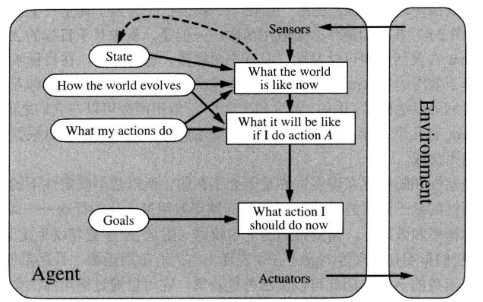 Sensors
State
What the world
is like now
How the world evolves
What it will be like
if I do action A
What my actions do
Environment
Goals
What action I
should do now
Agent
Actuators